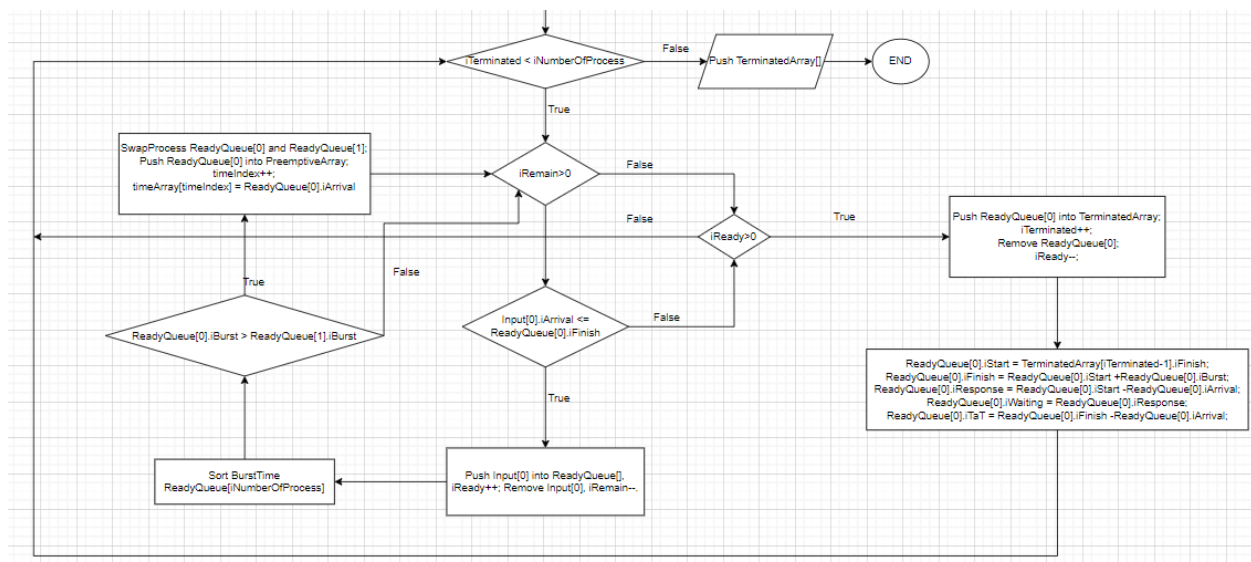 False
iTerminated < iNumberOfProcess
Push TerminatedArray[]
END
True
SwapProcess ReadyQueue[0] and ReadyQueue[1];
Push ReadyQueue[0] into PreemptiveArray;
timeIndex++;
timeArray[timeIndex] = ReadyQueue[0].iArrival
iRemain>0
False
False
iReady>0
True
Push ReadyQueue[0] into TerminatedArray;
iTerminated++;
Remove ReadyQueue[0];
iReady--;
True
False
ReadyQueue[0].iBurst > ReadyQueue[1].iBurst
Input[0].iArrival <=
ReadyQueue[0].iFinish
False
ReadyQueue[0].iStart = TerminatedArray[iTerminated-1].iFinish;
ReadyQueue[0].iFinish = ReadyQueue[0].iStart +ReadyQueue[0].iBurst;
ReadyQueue[0].iResponse = ReadyQueue[0].iStart -ReadyQueue[0].iArrival;
ReadyQueue[0].iWaiting = ReadyQueue[0].iResponse;
ReadyQueue[0].iTaT = ReadyQueue[0].iFinish -ReadyQueue[0].iArrival;
True
Sort BurstTime
ReadyQueue[iNumberOfProcess]
Push Input[0] into ReadyQueue[],
iReady++; Remove Input[0], iRemain--.